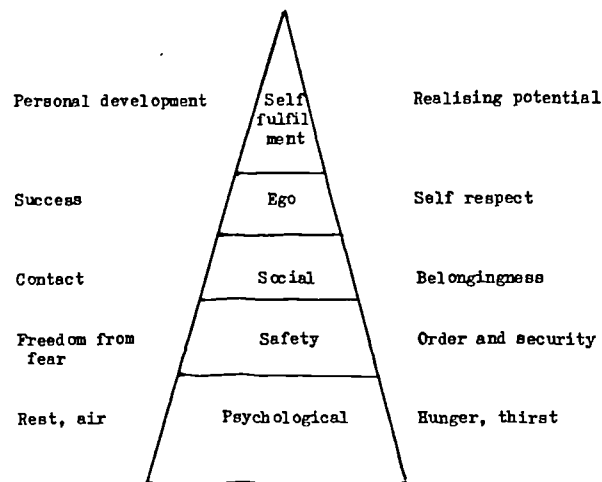 Personal development
Self
fulfil
ment
Realising potential
Success
Ego
Self respect
Contact
Social
Belongingness
Freedom from
fear
Safety
Order and security
Rest, air
Psychological
Hunger, thirst